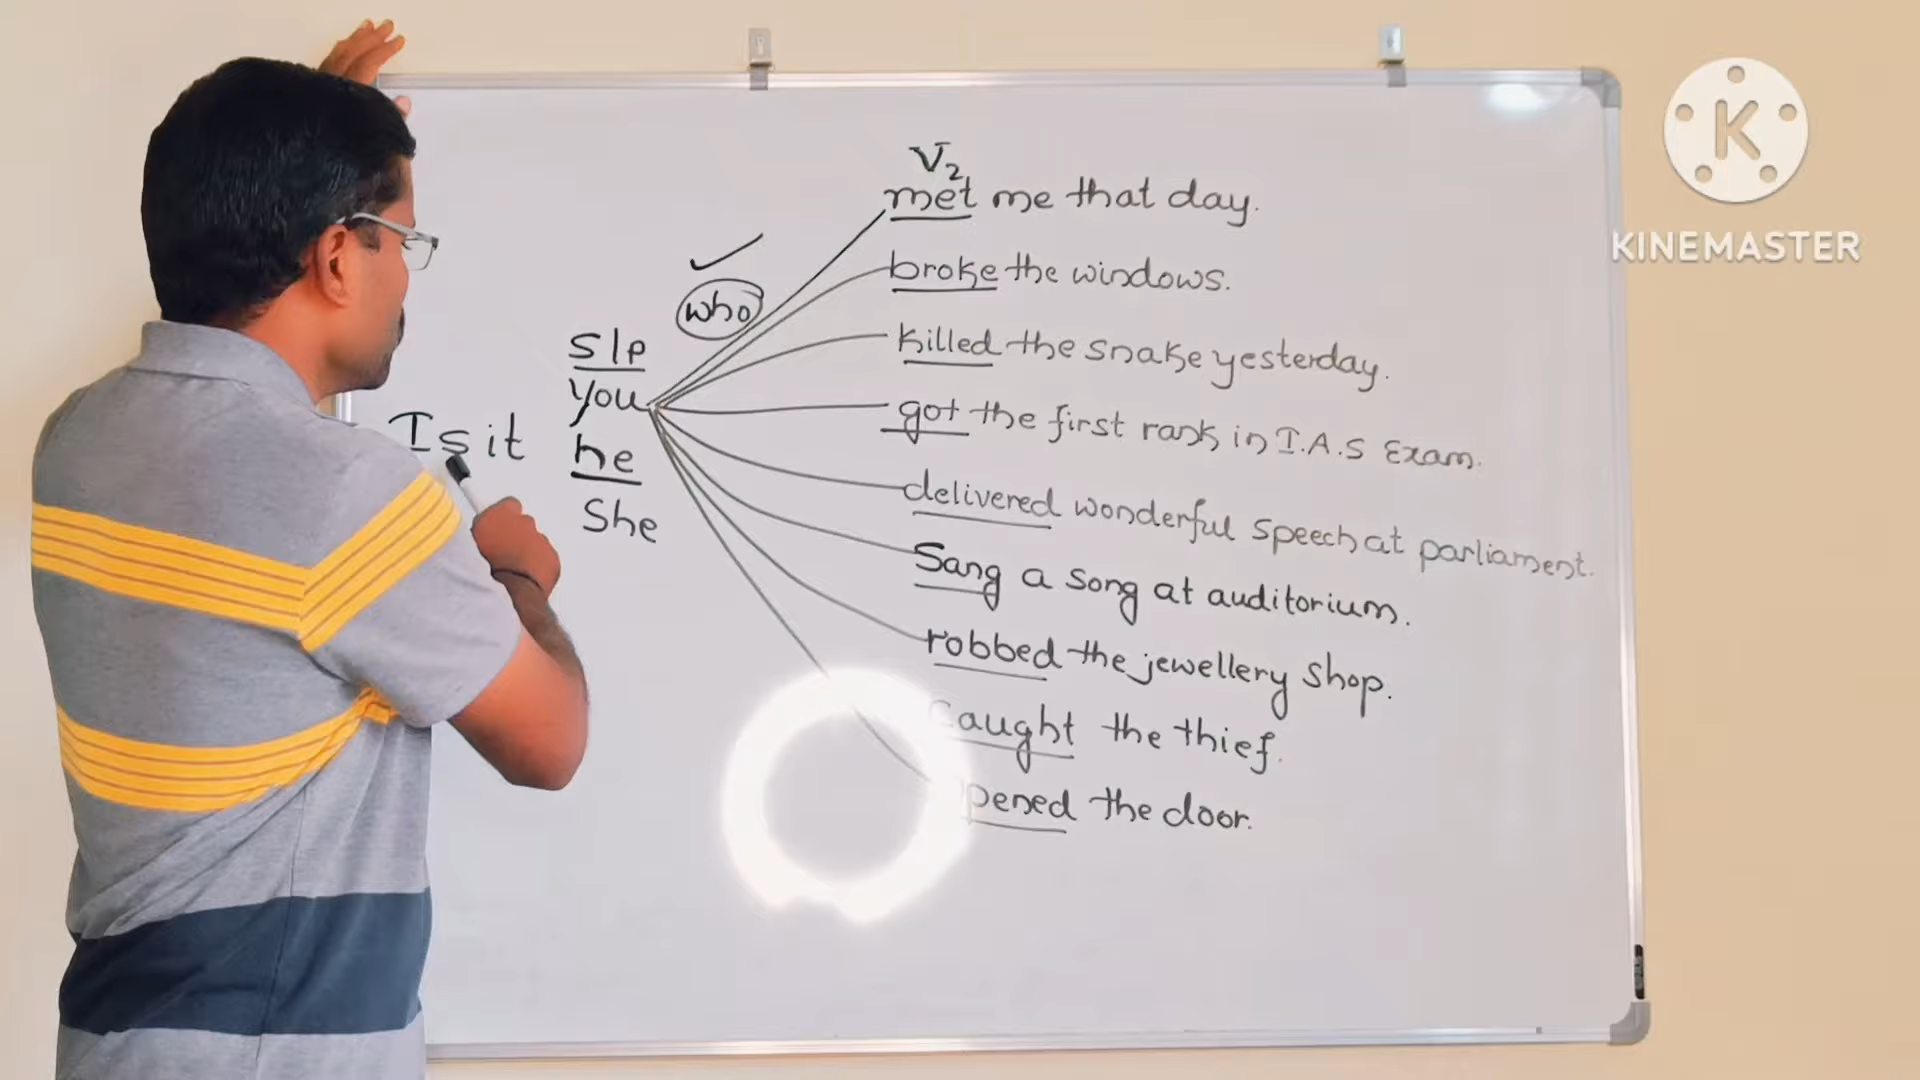 V2
met me that day.
who
broke the windows.
S/P
killed the snake yesterday.
You
Is it
he
She
got the first rank in I.A.S Exam.
delivered wonderful speech at parliament.
Sang a song at auditorium.
robbed the jewellery shop.
caught the thief.
pened the door.
K
KINEMASTER